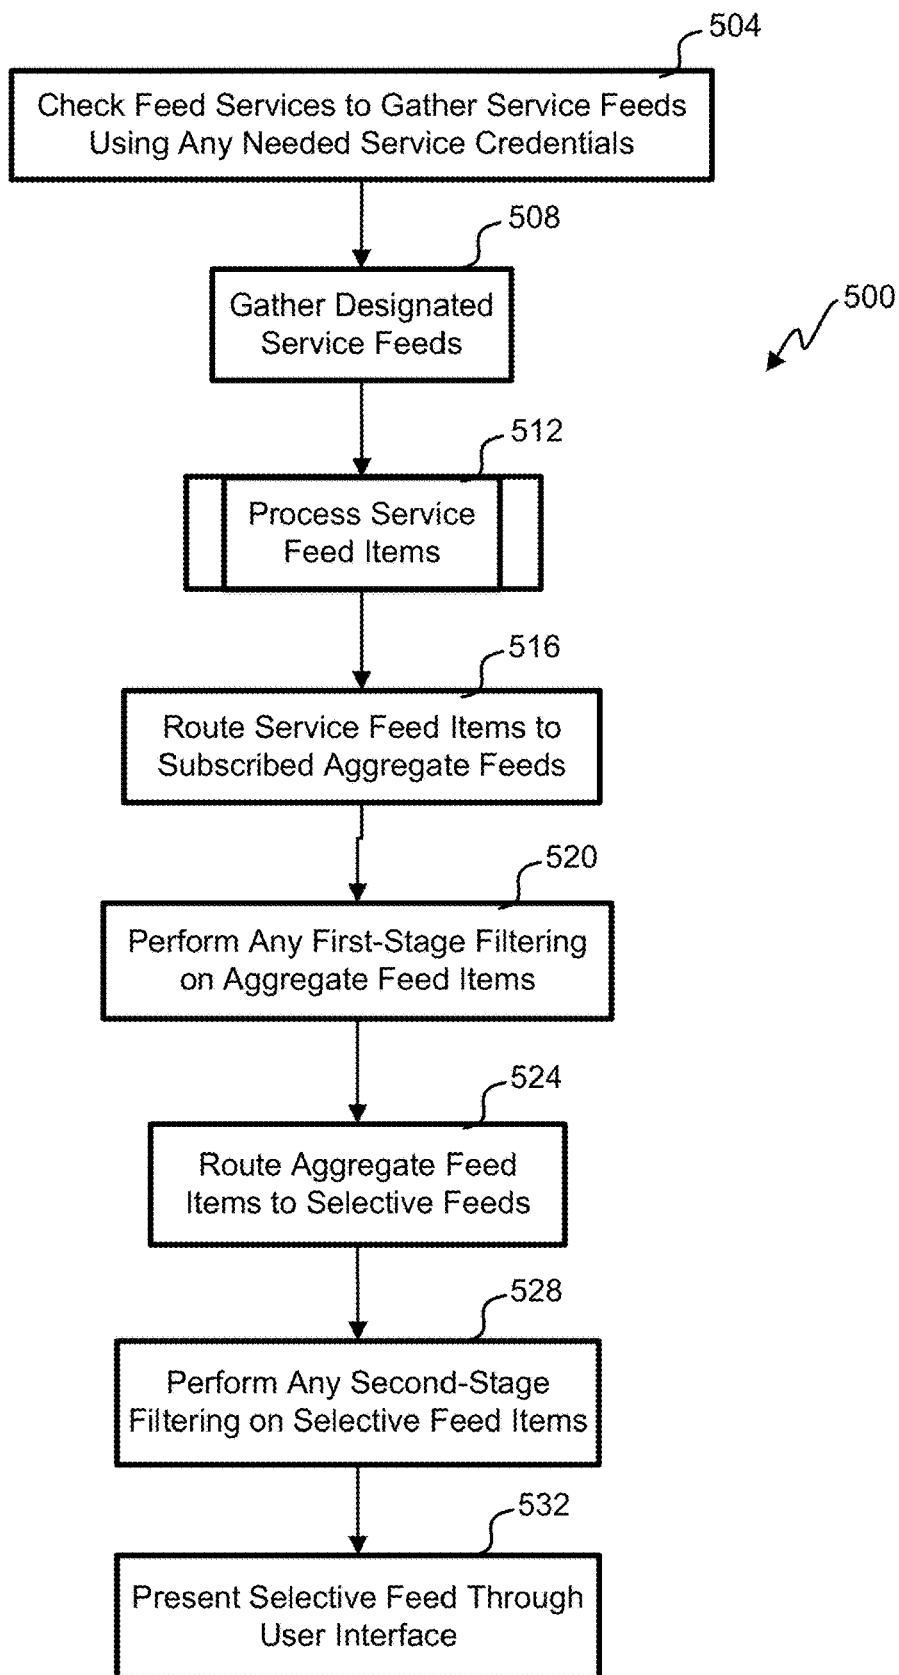 504
Check Feed Services to Gather Service Feeds
Using Any Needed Service Credentials
508
Gather Designated
Service Feeds
500
512
Process Service
Feed Items
516
Route Service Feed Items to
Subscribed Aggregate Feeds
520
Perform Any First-Stage Filtering
on Aggregate Feed Items
524
Route Aggregate Feed
Items to Selective Feeds
528
Perform Any Second-Stage
Filtering on Selective Feed Items
532
Present Selective Feed Through
User Interface